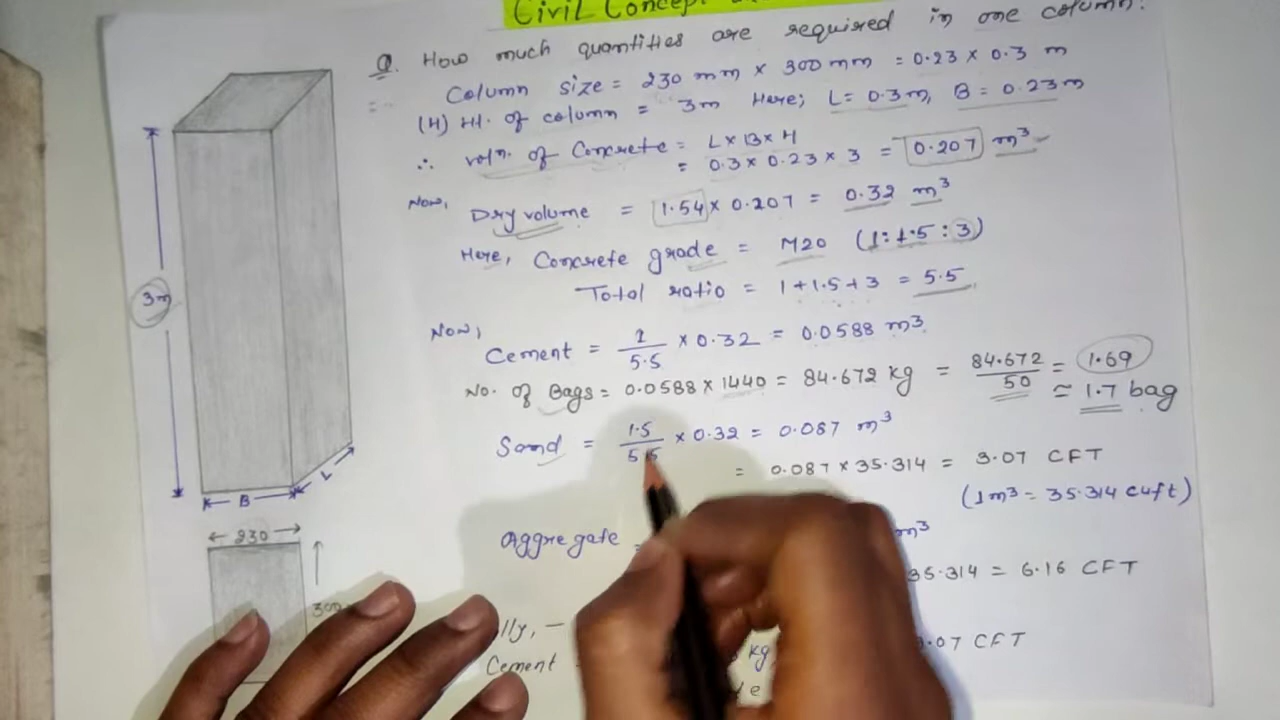 Civil Concept
Q. How much quantities are required in one column?
Column size = 230 mm × 300 mm = 0.23 × 0.3 m
(H) Ht. of column = 3m Here; L = 0.3m, B = 0.23m
∴ voln. of Concrete = L×B×H
= 0.3 × 0.23 × 3 = 0.207 m³
Now, Dry volume = 1.54 × 0.207 = 0.32 m³
Here, Concrete grade = M20 (1:1.5:3)
Total ratio = 1+1.5+3 = 5.5
Now,
Cement = 1/5.5 × 0.32 = 0.0588 m³
No. of Bags = 0.0588 × 1440 = 84.672 kg = 84.672/50 = 1.69
≈ 1.7 bag
Sand = 1.5/5.5 × 0.32 = 0.087 m³
= 0.087 × 35.314 = 3.07 CFT
(1m³ = 35.314 cuft)
Aggregate = m³
35.314 = 6.16 CFT
lly, —
Cement kg, .07 CFT
3m
B
L
230
300